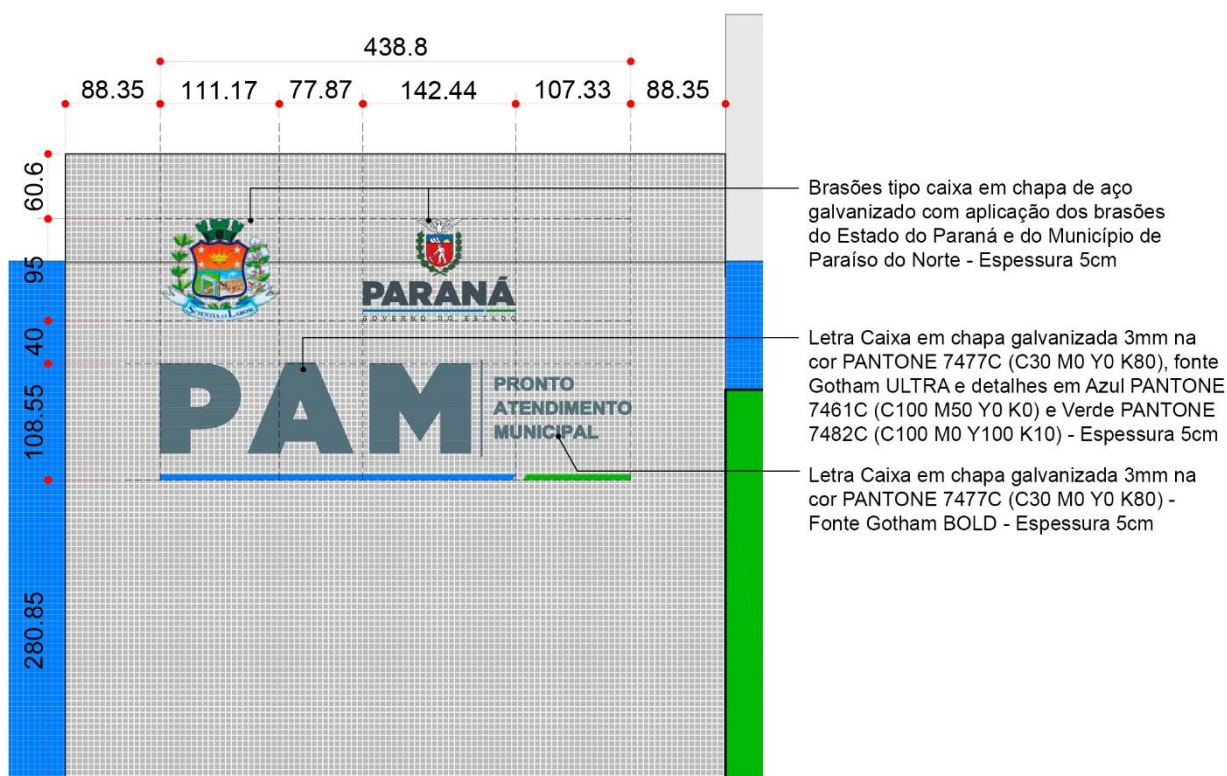 438.8
88.35 111.17 77.87 142.44 107.33 88.35
60.6
95
40
108.55
280.85
SCIENTIA ET LABOR
PARANÁ
GOVERNO DO ESTADO
PAM
PRONTO
ATENDIMENTO
MUNICIPAL
Brasões tipo caixa em chapa de aço
galvanizado com aplicação dos brasões
do Estado do Paraná e do Município de
Paraíso do Norte - Espessura 5cm
Letra Caixa em chapa galvanizada 3mm na
cor PANTONE 7477C (C30 M0 Y0 K80), fonte
Gotham ULTRA e detalhes em Azul PANTONE
7461C (C100 M50 Y0 K0) e Verde PANTONE
7482C (C100 M0 Y100 K10) - Espessura 5cm
Letra Caixa em chapa galvanizada 3mm na
cor PANTONE 7477C (C30 M0 Y0 K80) -
Fonte Gotham BOLD - Espessura 5cm